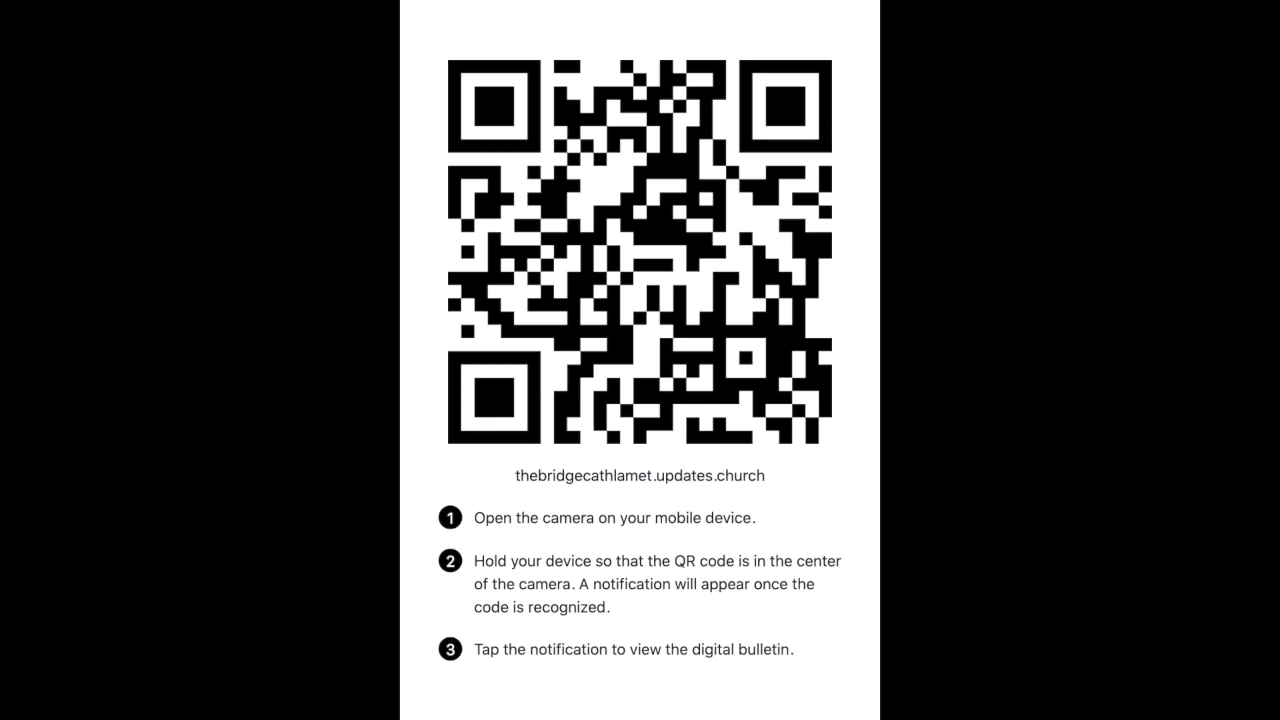 thebridgecathlamet.updates.church
1 Open the camera on your mobile device.
2 Hold your device so that the QR code is in the center
of the camera. A notification will appear once the
code is recognized.
3 Tap the notification to view the digital bulletin.